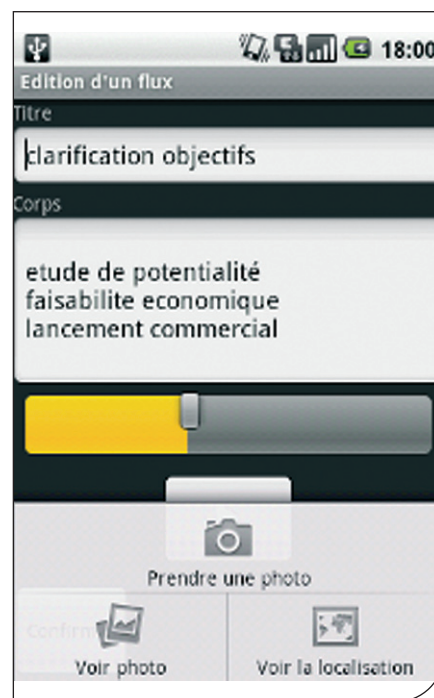 18:00
Edition d'un flux
Titre
clarification objectifs
Corps
etude de potentialité
faisabilite economique
lancement commercial
Prendre une photo
Confirm
Voir photo
Voir la localisation